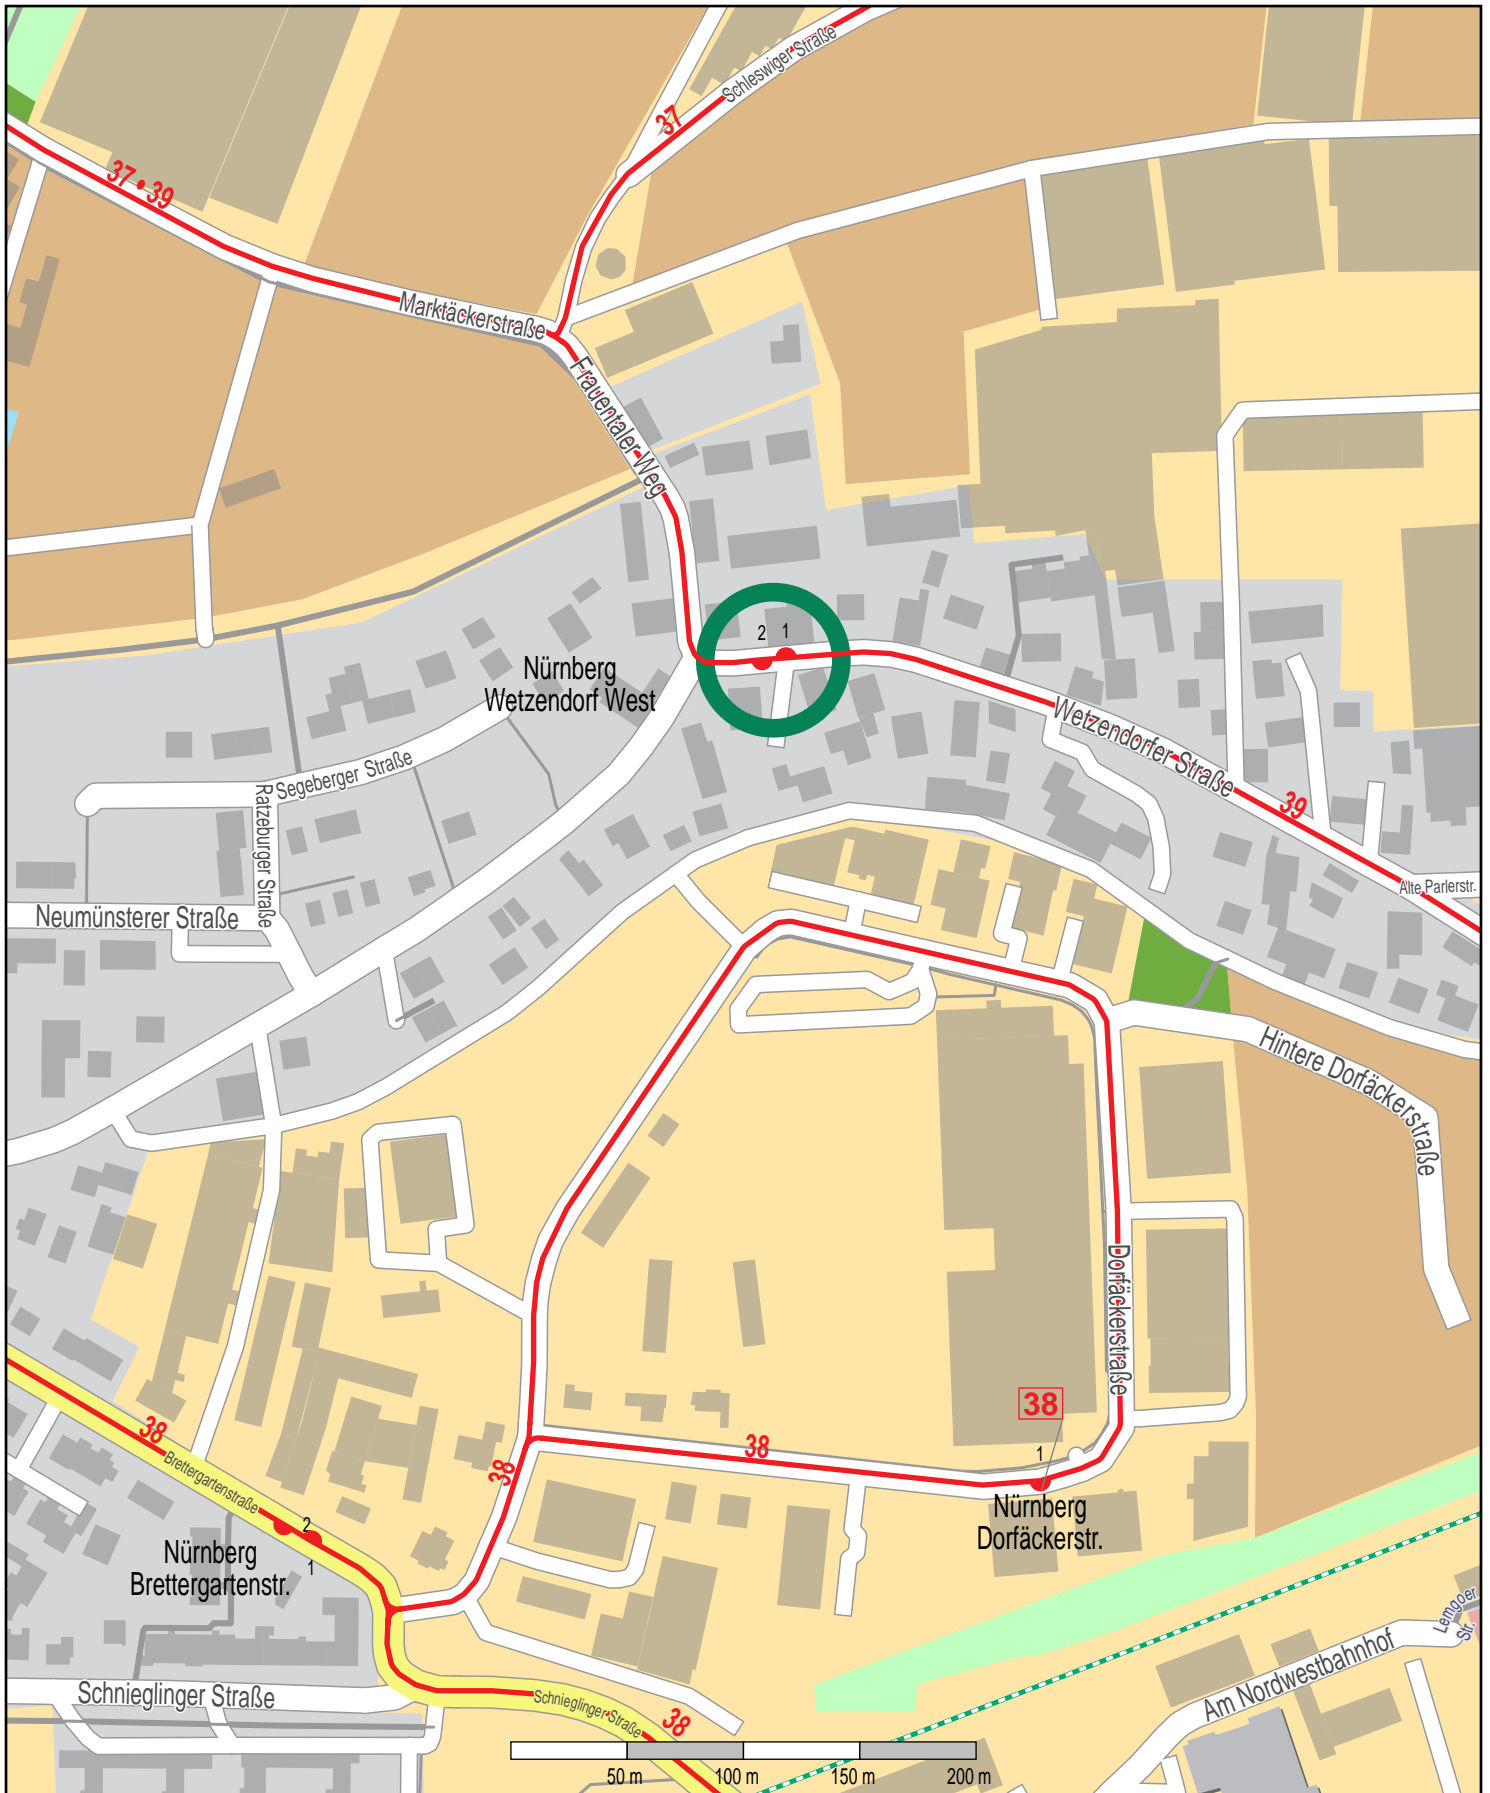 Schleswiger Straße
37
37 • 39
Marktäckerstraße
Frauentaler Weg
2 1
Nürnberg
Wetzendorf West
Wetzendorfer Straße
39
Segeberger Straße
Ratzeburger Straße
Neumünsterer Straße
Alte Parlerstr.
Hintere Dorfäckerstraße
Dorfäckerstraße
38
38
1
Nürnberg
Dorfäckerstr.
38
38
Brettergartenstraße
2
1
Nürnberg
Brettergartenstr.
Schnieglinger Straße
Schnieglinger Straße
38
Lemgoer
Str.
Am Nordwestbahnhof
50 m
100 m
150 m
200 m